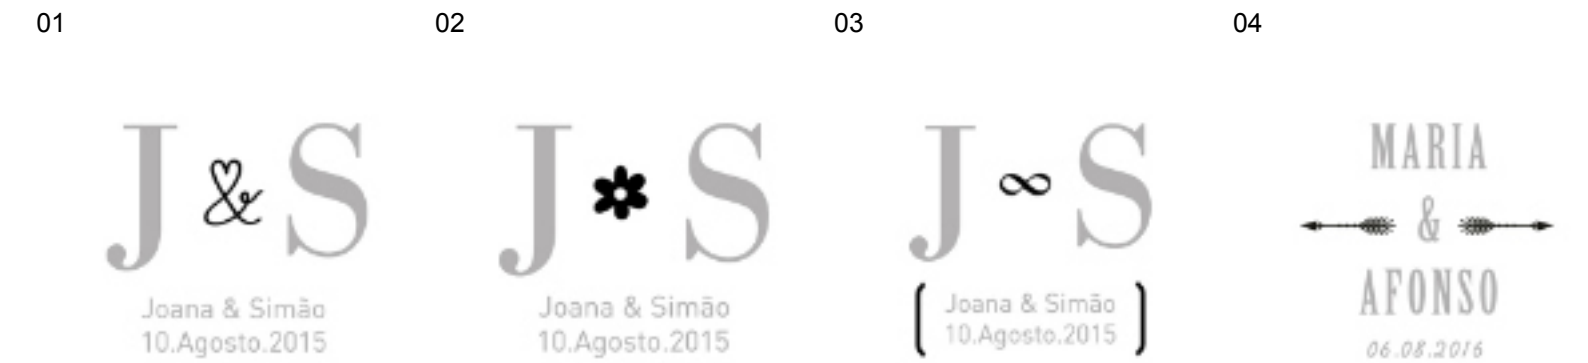 01
J & S
Joana & Simão
10.Agosto.2015
02
J S
Joana & Simão
10.Agosto.2015
03
J ∞ S
Joana & Simão
10.Agosto.2015
04
MARIA
&
AFONSO
06.08.2016